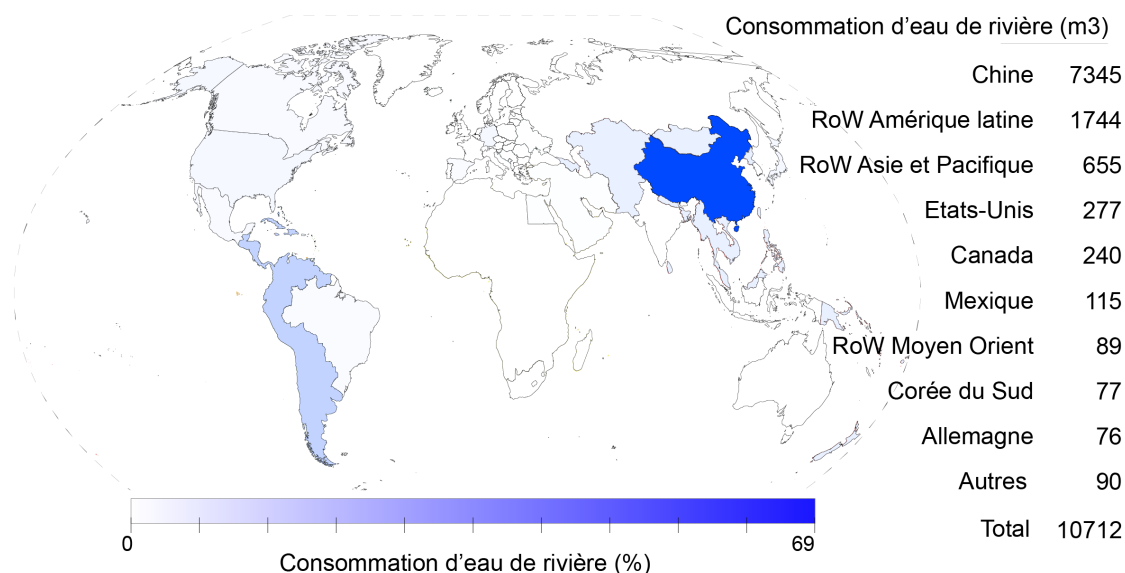 Consommation d’eau de rivière (m3)
Chine 7345
RoW Amérique latine 1744
RoW Asie et Pacifique 655
Etats-Unis 277
Canada 240
Mexique 115
RoW Moyen Orient 89
Corée du Sud 77
Allemagne 76
Autres 90
Total 10712
0 69
Consommation d’eau de rivière (%)